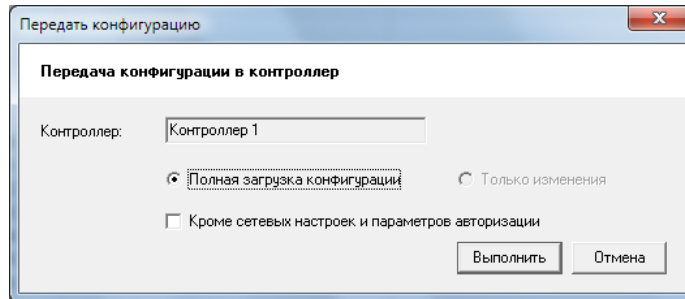 Передать конфигурацию
Передача конфигурации в контроллер
Контроллер: Контроллер 1
Полная загрузка конфигурации Только изменения
Кроме сетевых настроек и параметров авторизации
Выполнить Отмена